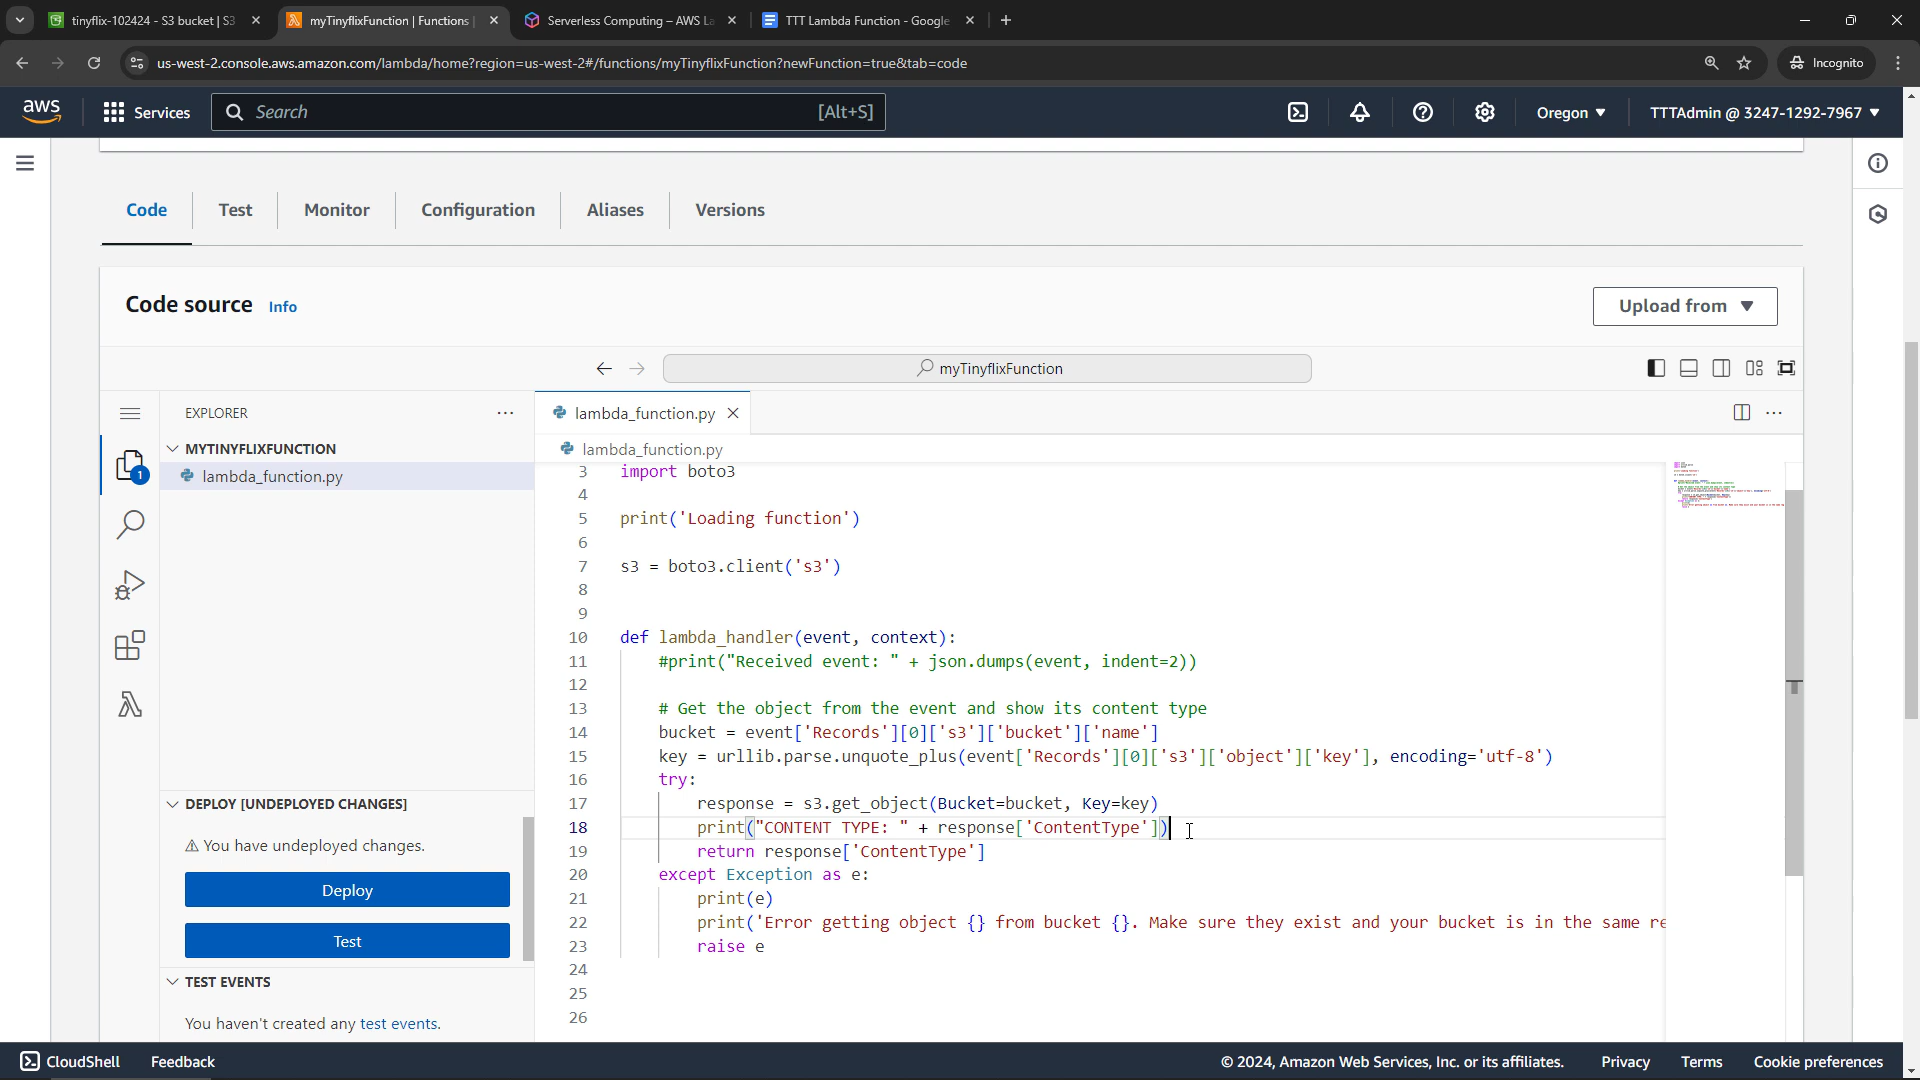 tinyflix-102424 - S3 bucket | S3
myTinyflixFunction | Functions
Serverless Computing – AWS La
TTT Lambda Function - Google
us-west-2.console.aws.amazon.com/lambda/home?region=us-west-2#/functions/myTinyflixFunction?newFunction=true&tab=code
Incognito
aws
Services
Search
[Alt+S]
Oregon
TTTAdmin @ 3247-1292-7967
Code
Test
Monitor
Configuration
Aliases
Versions
Code source Info
Upload from
myTinyflixFunction
EXPLORER
lambda_function.py
MYTINYFLIXFUNCTION
lambda_function.py
1
lambda_function.py
3 import boto3
4
5 print('Loading function')
6
7 s3 = boto3.client('s3')
8
9
10 def lambda_handler(event, context):
11 #print("Received event: " + json.dumps(event, indent=2))
12
13 # Get the object from the event and show its content type
14 bucket = event['Records'][0]['s3']['bucket']['name']
15 key = urllib.parse.unquote_plus(event['Records'][0]['s3']['object']['key'], encoding='utf-8')
16 try:
17 response = s3.get_object(Bucket=bucket, Key=key)
18 print("CONTENT TYPE: " + response['ContentType'])
19 return response['ContentType']
20 except Exception as e:
21 print(e)
22 print('Error getting object {} from bucket {}. Make sure they exist and your bucket is in the same re
23 raise e
24
25
26
DEPLOY [UNDEPLOYED CHANGES]
You have undeployed changes.
Deploy
Test
TEST EVENTS
You haven't created any test events.
CloudShell
Feedback
© 2024, Amazon Web Services, Inc. or its affiliates.
Privacy
Terms
Cookie preferences